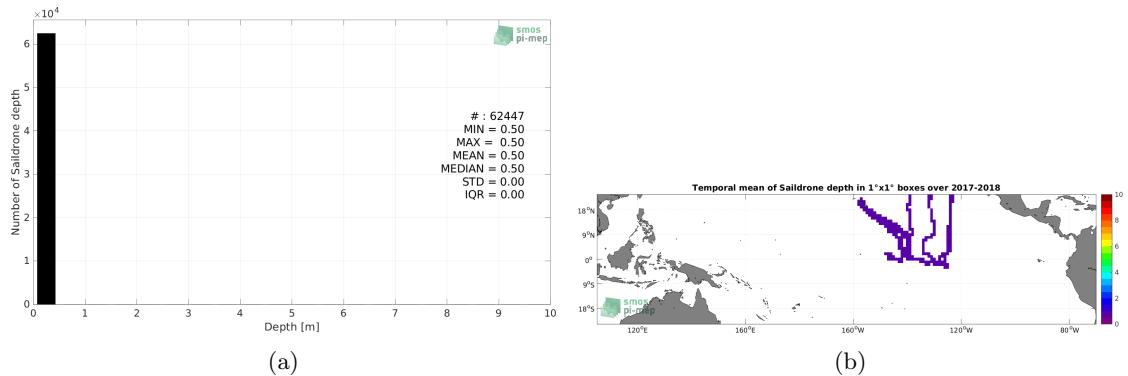 ×10⁴
6
5
4
3
2
1
0
Number of Saildrone depth
0 1 2 3 4 5 6 7 8 9 10
Depth [m]
smos
pi-mep
# : 62447
MIN = 0.50
MAX = 0.50
MEAN = 0.50
MEDIAN = 0.50
STD = 0.00
IQR = 0.00
(a)
Temporal mean of Saildrone depth in 1°x1° boxes over 2017-2018
18°N
9°N
0°
9°S
18°S
120°E 160°E 160°W 120°W 80°W
smos
pi-mep
10
8
6
4
2
0
(b)